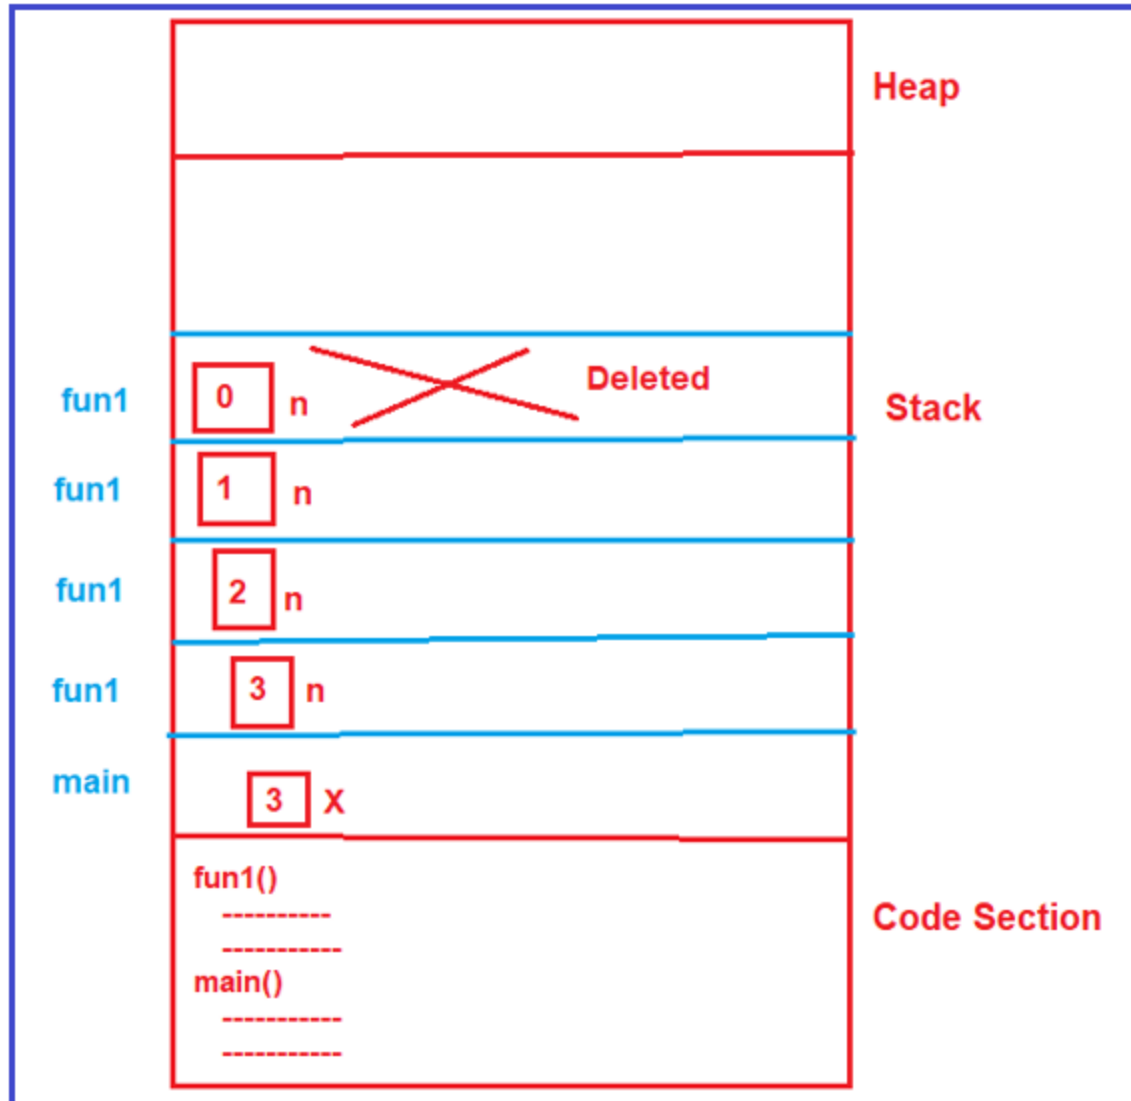 Heap
fun1 0 n Deleted Stack
fun1 1 n
fun1 2 n
fun1 3 n
main 3 X
fun1()
----------
-----------
Code Section
main()
-----------
-----------